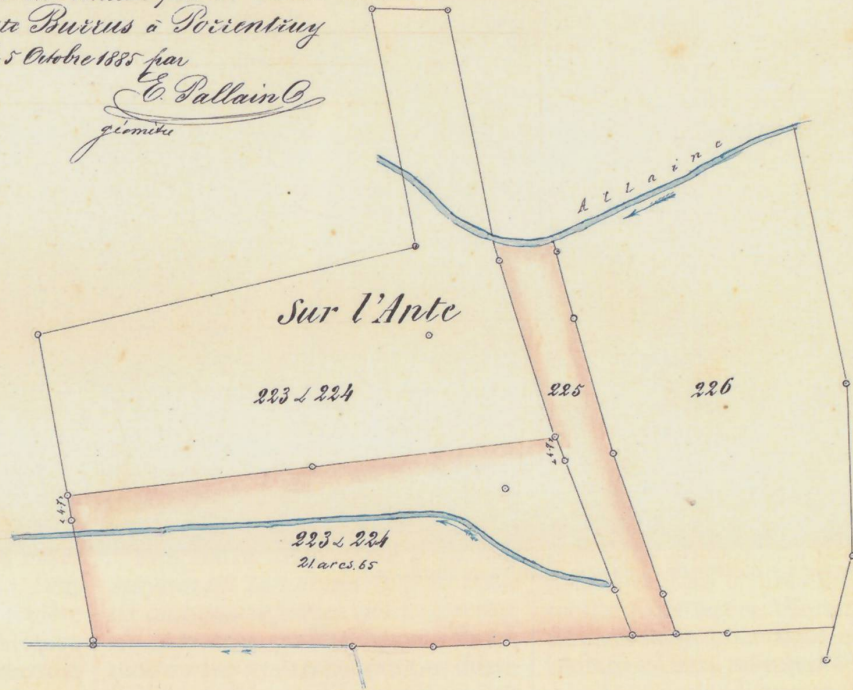 te Burrus à Porrentruy
5 Octobre 1885 par
E. Pallain
géomètre
Allaine
Sur l'Ante
223 & 224
225
226
223 & 224
21 ares. 65